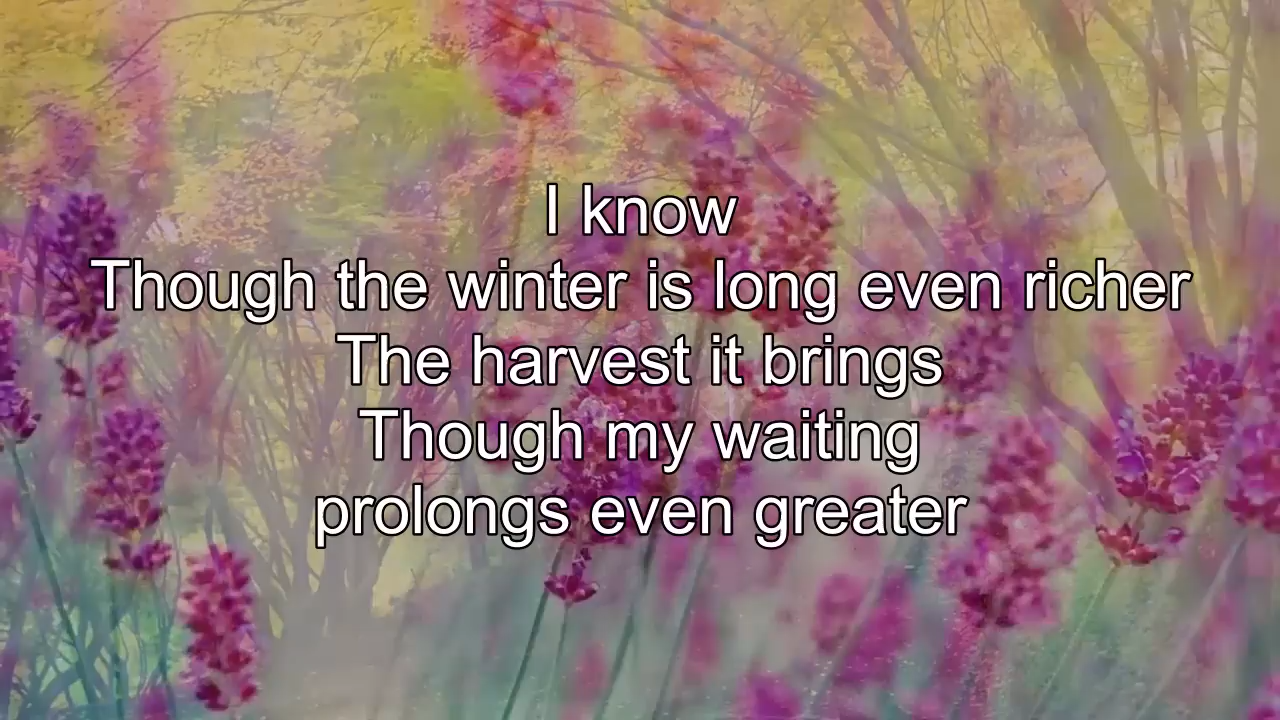 I know
Though the winter is long even richer
The harvest it brings
Though my waiting
prolongs even greater